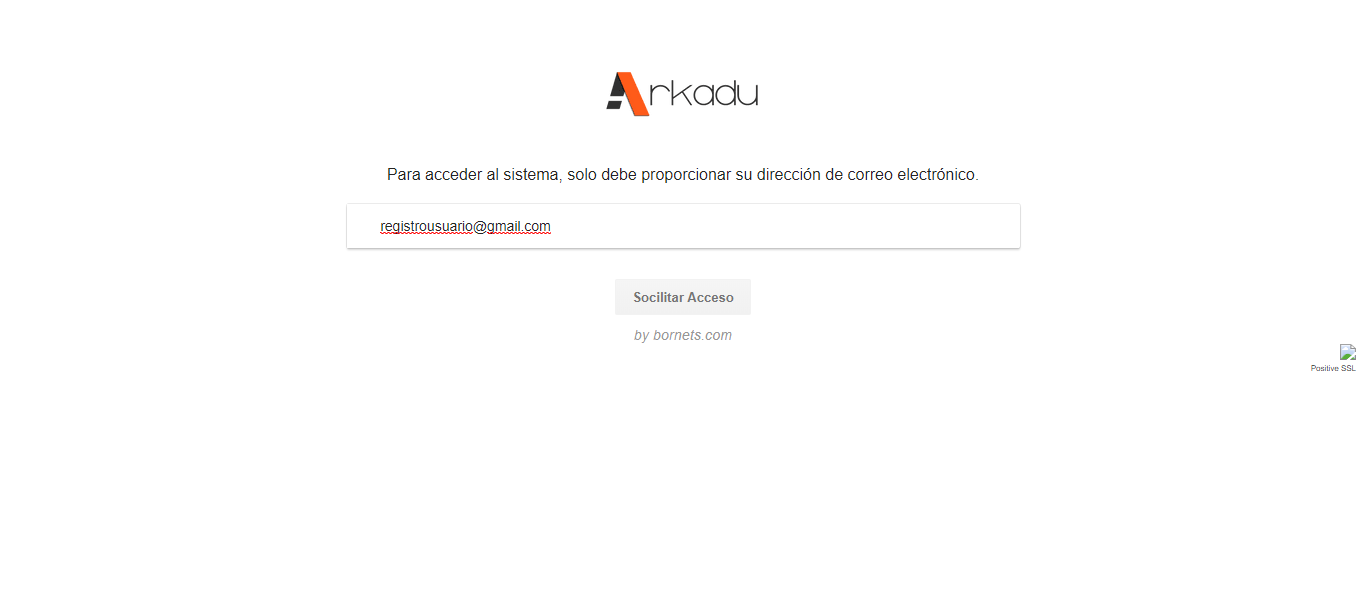 Arkadu
Para acceder al sistema, solo debe proporcionar su dirección de correo electrónico.
registrousuario@gmail.com
Socilitar Acceso
by bornets.com
Positive SSL